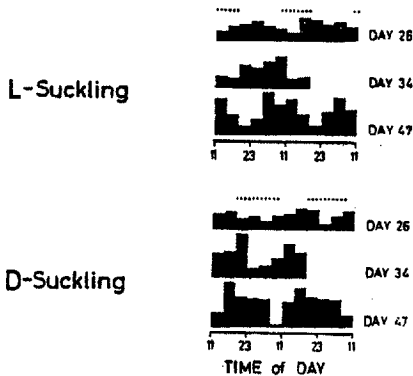 DAY 26
L-Suckling
DAY 34
DAY 47
11 23 11 23 11
DAY 26
D-Suckling
DAY 34
DAY 47
11 23 11 23 11
TIME of DAY